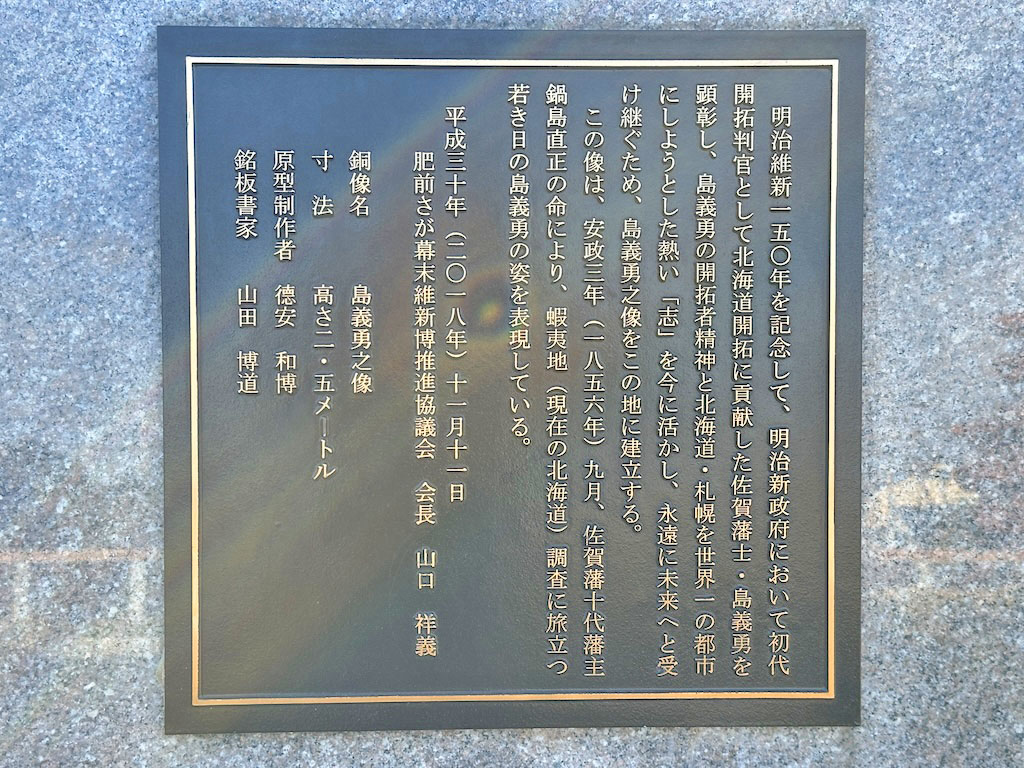 明治維新一五〇年を記念して、明治新政府において初代
開拓判官として北海道開拓に貢献した佐賀藩士・島義勇を
顕彰し、島義勇の開拓者精神と北海道・札幌を世界一の都市
にしようとした熱い「志」を今に活かし、永遠に未来へと受
け継ぐため、島義勇之像をこの地に建立する。
この像は、安政三年（一八五六年）九月、佐賀藩十代藩主
鍋島直正の命により、蝦夷地（現在の北海道）調査に旅立つ
若き日の島義勇の姿を表現している。
平成三十年（二〇一八年）十一月十一日
肥前さが幕末維新博推進協議会　会長　山口　祥義
銅像名　島義勇之像
寸　法　高さ二・五メートル
原型制作者　德安　和博
銘板書家　山田　博道